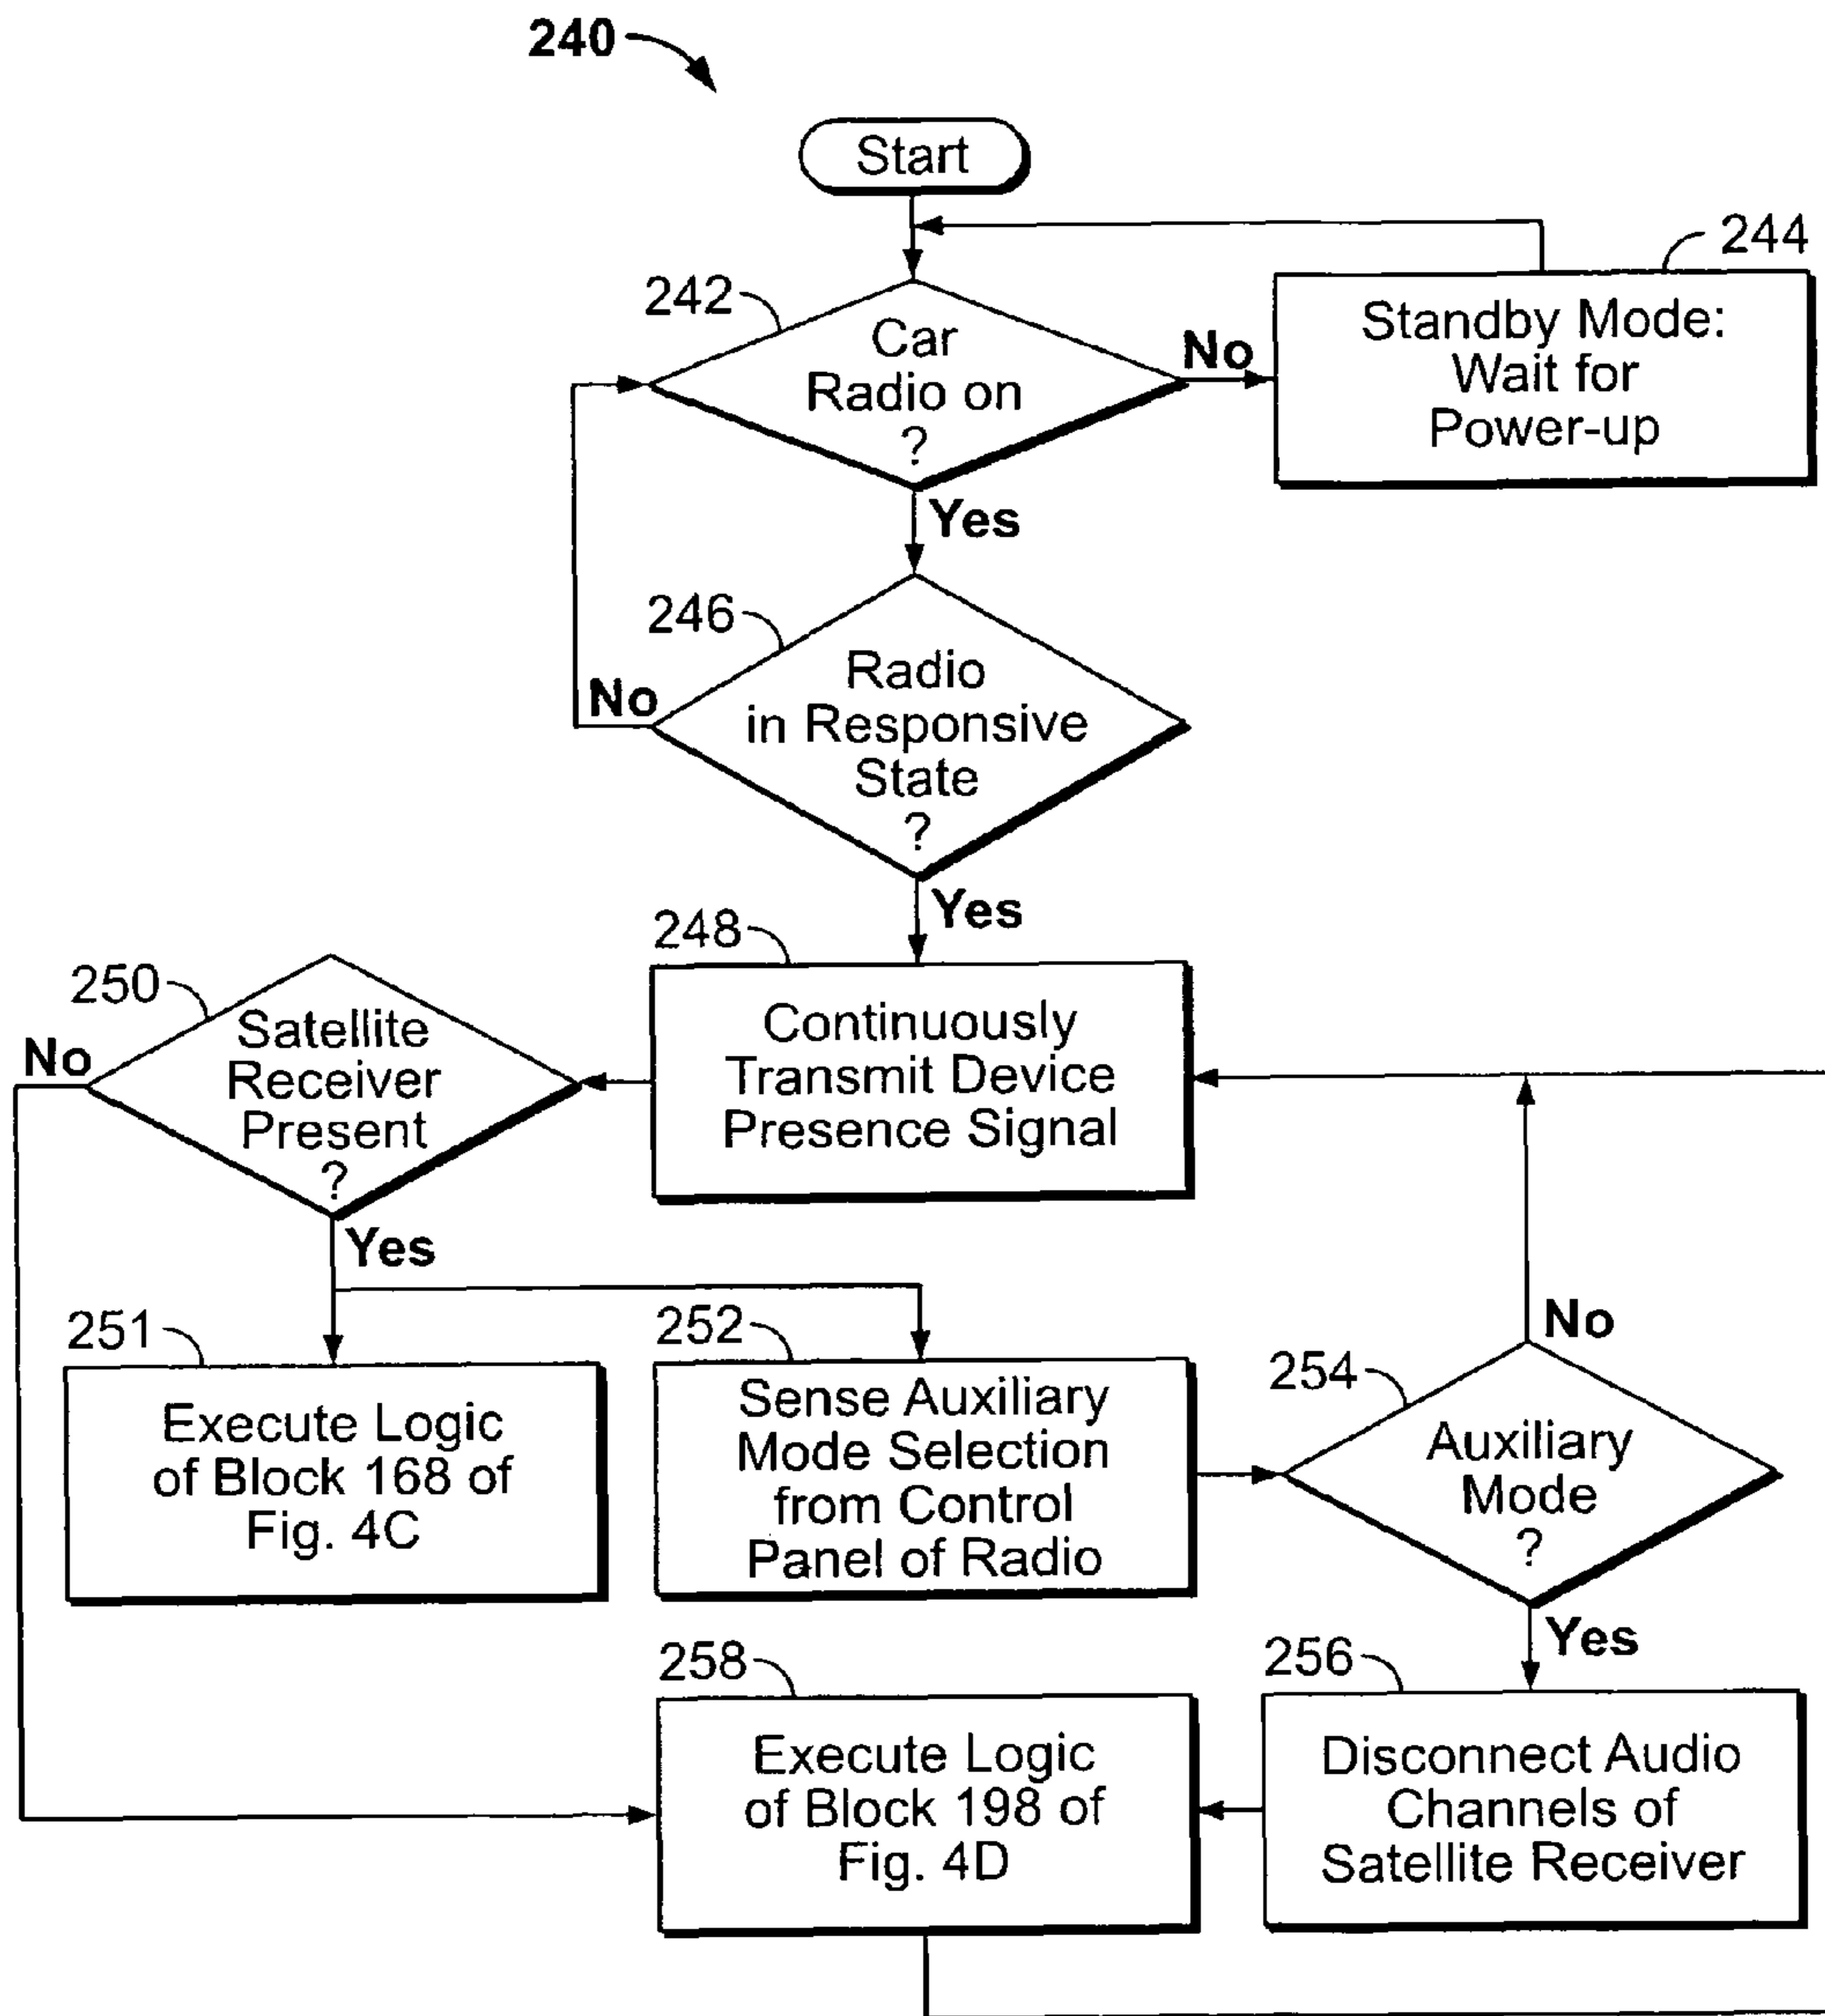 240
Start
244
242
Car
Radio on
?
No
Standby Mode:
Wait for
Power-up
Yes
246
Radio
in Responsive
State
?
No
Yes
248
250
Satellite
Receiver
Present
?
No
Continuously
Transmit Device
Presence Signal
Yes
251
252
No
254
Execute Logic
of Block 168 of
Fig. 4C
Sense Auxiliary
Mode Selection
from Control
Panel of Radio
Auxiliary
Mode
?
Yes
258
256
Execute Logic
of Block 198 of
Fig. 4D
Disconnect Audio
Channels of
Satellite Receiver